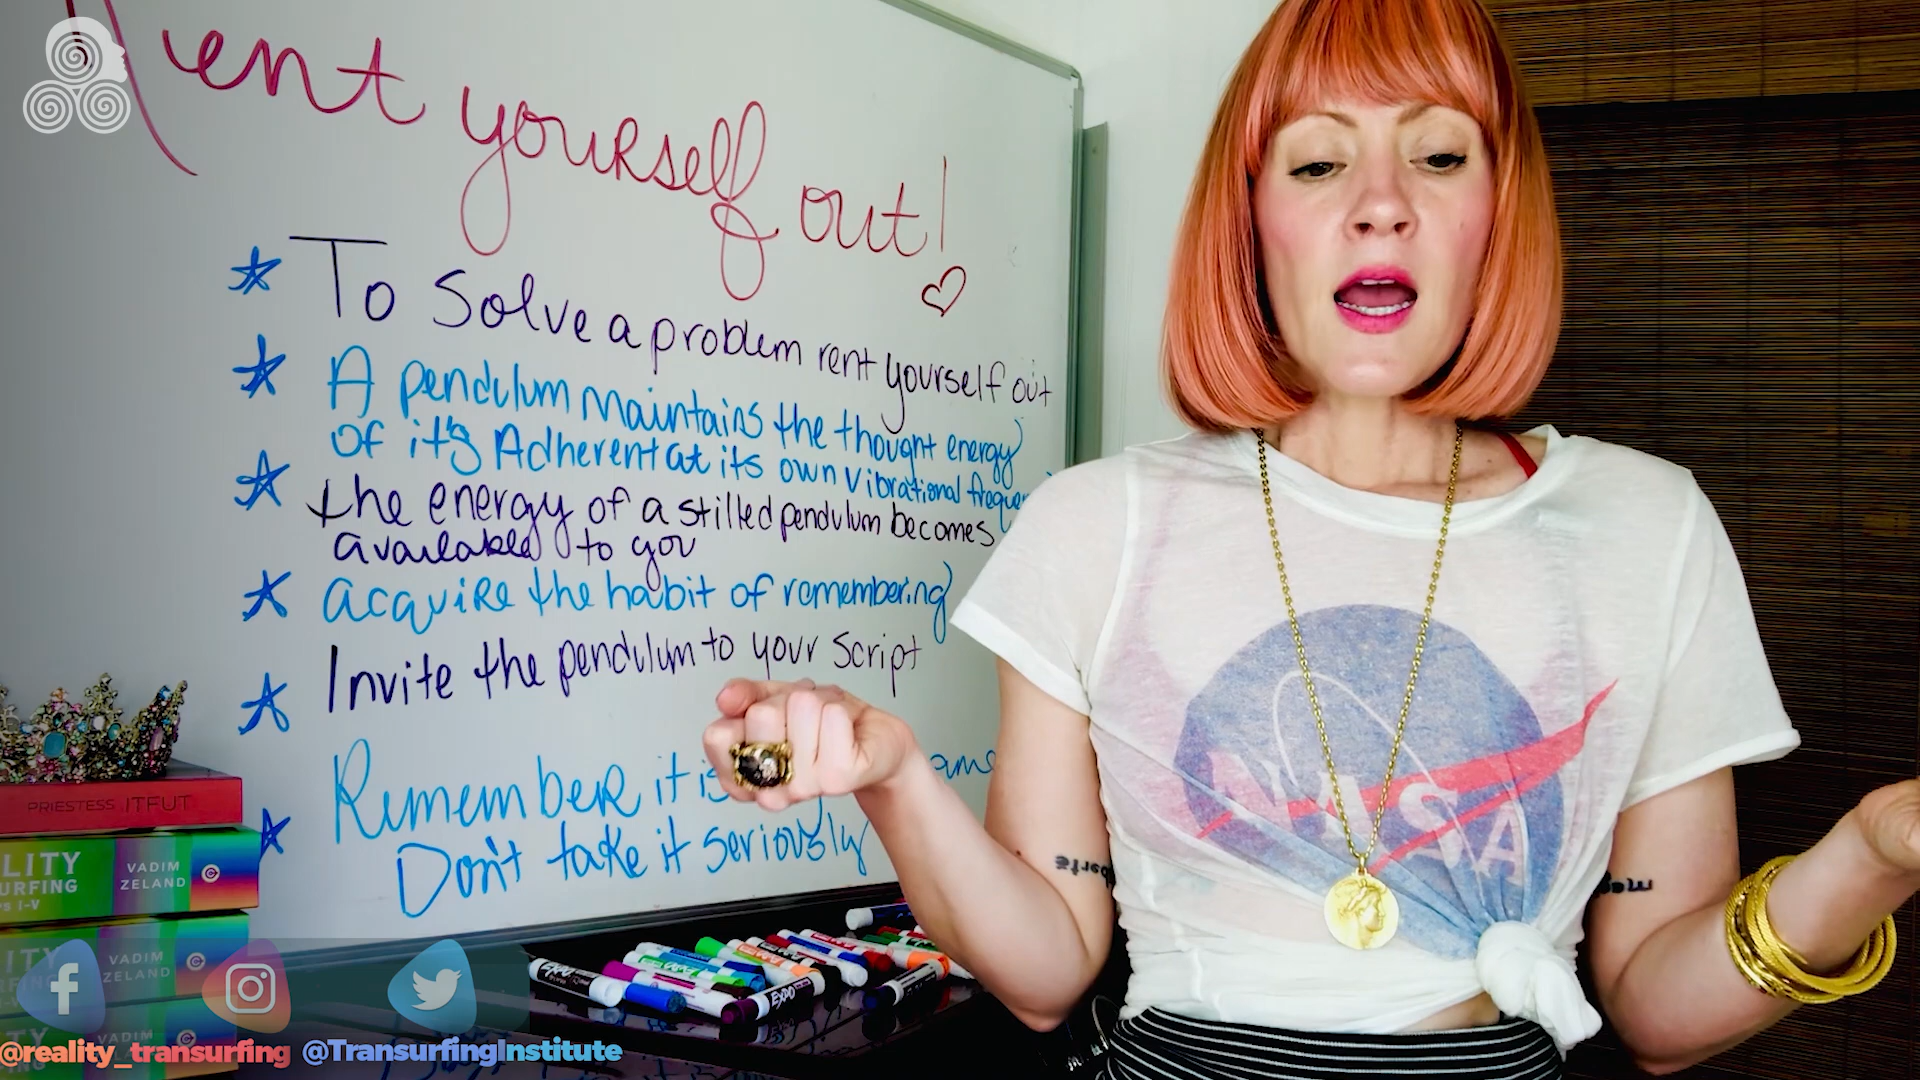 Rent yourself out!
To Solve a problem rent yourself out
A pendulum maintains the thought energy
of it's Adherent at its own vibrational
the energy of a stilled pendulum becomes
available to you
acquire the habit of remembering
Invite the pendulum to your Script
Remember it is
Don't take it seriously
PRIESTESS ITFUT
VADIM
ZELAND
VADIM
ZELAND
VADIM
EXPO
EXPO
NASA
@reality_transurfing @TransurfingInstitute